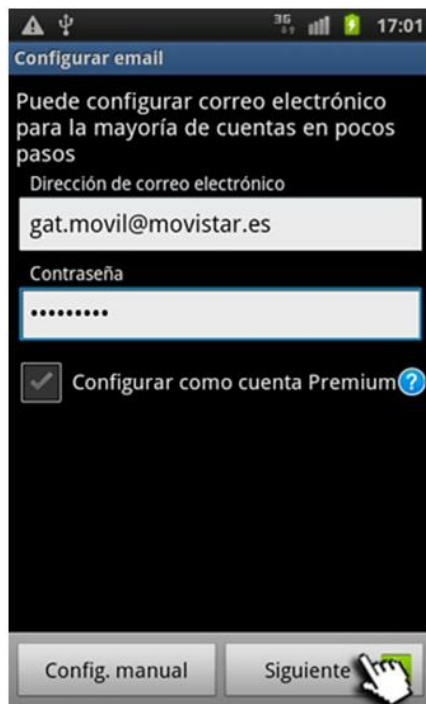 3G 17:01
Configurar email
Puede configurar correo electrónico
para la mayoría de cuentas en pocos
pasos
Dirección de correo electrónico
gat.movil@movistar.es
Contraseña
•••••••••
Configurar como cuenta Premium ?
Config. manual Siguiente